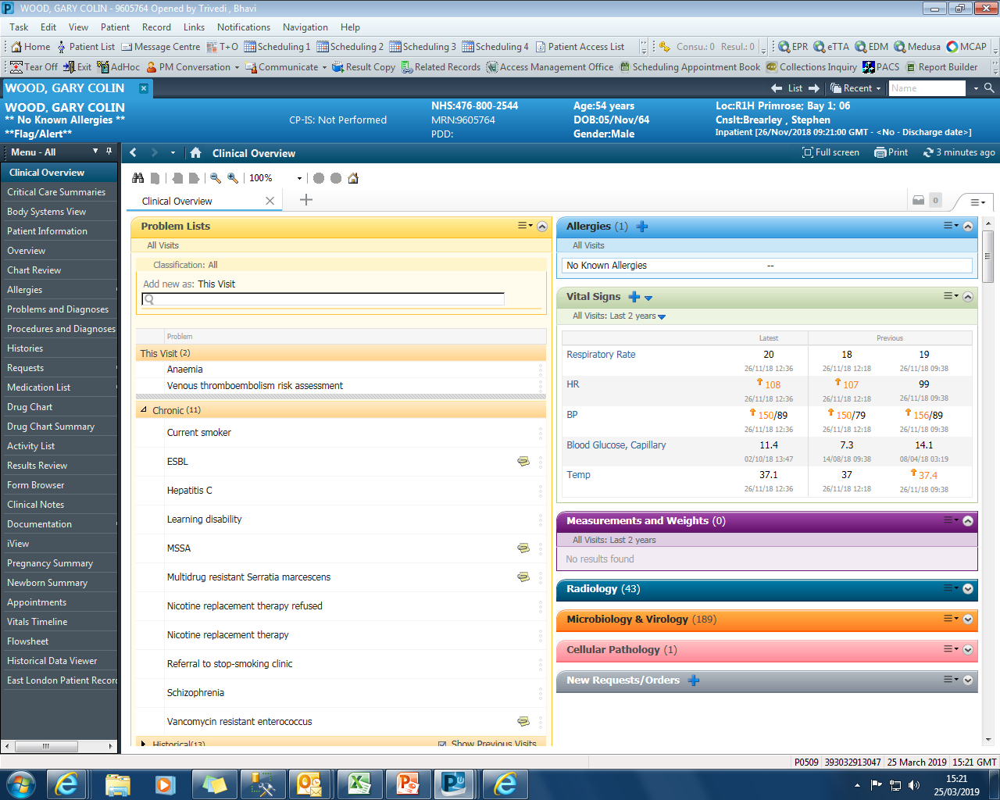 WOOD, GARY COLIN - 9605764 Opened by Trivedi , Bhavi
Task Edit View Patient Record Links Notifications Navigation Help
Home Patient List Message Centre T+O Scheduling 1 Scheduling 2 Scheduling 3 Scheduling 4 Patient Access List Consu.: 0 Resul.: 0 EPR eTTA EDM Medusa MCAP
Tear Off Exit AdHoc PM Conversation Communicate Result Copy Related Records Access Management Office Scheduling Appointment Book Collections Inquiry PACS Report Builder
WOOD, GARY COLIN List Recent Name
WOOD, GARY COLIN NHS:476-800-2544 Age:54 years Loc:R1H Primrose; Bay 1; 06
** No Known Allergies ** CP-IS: Not Performed MRN:9605764 DOB:05/Nov/64 Cnslt:Brearley , Stephen
**Flag/Alert** PDD: Gender:Male Inpatient [26/Nov/2018 09:21:00 GMT - <No - Discharge date>]
Menu - All
Clinical Overview
Critical Care Summaries
Body Systems View
Patient Information
Overview
Chart Review
Allergies
Problems and Diagnoses
Procedures and Diagnoses
Histories
Requests
Medication List
Drug Chart
Drug Chart Summary
Activity List
Results Review
Form Browser
Clinical Notes
Documentation
iView
Pregnancy Summary
Newborn Summary
Appointments
Vitals Timeline
Flowsheet
Historical Data Viewer
East London Patient Recor
Clinical Overview Full screen Print 3 minutes ago
100%
Clinical Overview 0
Problem Lists
All Visits
Classification: All
Add new as: This Visit
Problem
This Visit (2)
Anaemia
Venous thromboembolism risk assessment
Chronic (11)
Current smoker
ESBL
Hepatitis C
Learning disability
MSSA
Multidrug resistant Serratia marcescens
Nicotine replacement therapy refused
Nicotine replacement therapy
Referral to stop-smoking clinic
Schizophrenia
Vancomycin resistant enterococcus
Historical(13) Show Previous Visits
Allergies (1)
All Visits
No Known Allergies --
Vital Signs
All Visits: Last 2 years
Latest Previous
Respiratory Rate 20 18 19
26/11/18 12:36 26/11/18 12:18 26/11/18 09:38
HR 108 107 99
26/11/18 12:36 26/11/18 12:18 26/11/18 09:38
BP 150/89 150/79 156/89
26/11/18 12:36 26/11/18 12:18 26/11/18 09:38
Blood Glucose, Capillary 11.4 7.3 14.1
02/10/18 13:47 14/08/18 09:38 08/04/18 03:19
Temp 37.1 37 37.4
26/11/18 12:36 26/11/18 12:18 26/11/18 09:38
Measurements and Weights (0)
All Visits: Last 2 years
No results found
Radiology (43)
Microbiology & Virology (189)
Cellular Pathology (1)
New Requests/Orders
P0509 393032913047 25 March 2019 15:21 GMT
15:21
25/03/2019